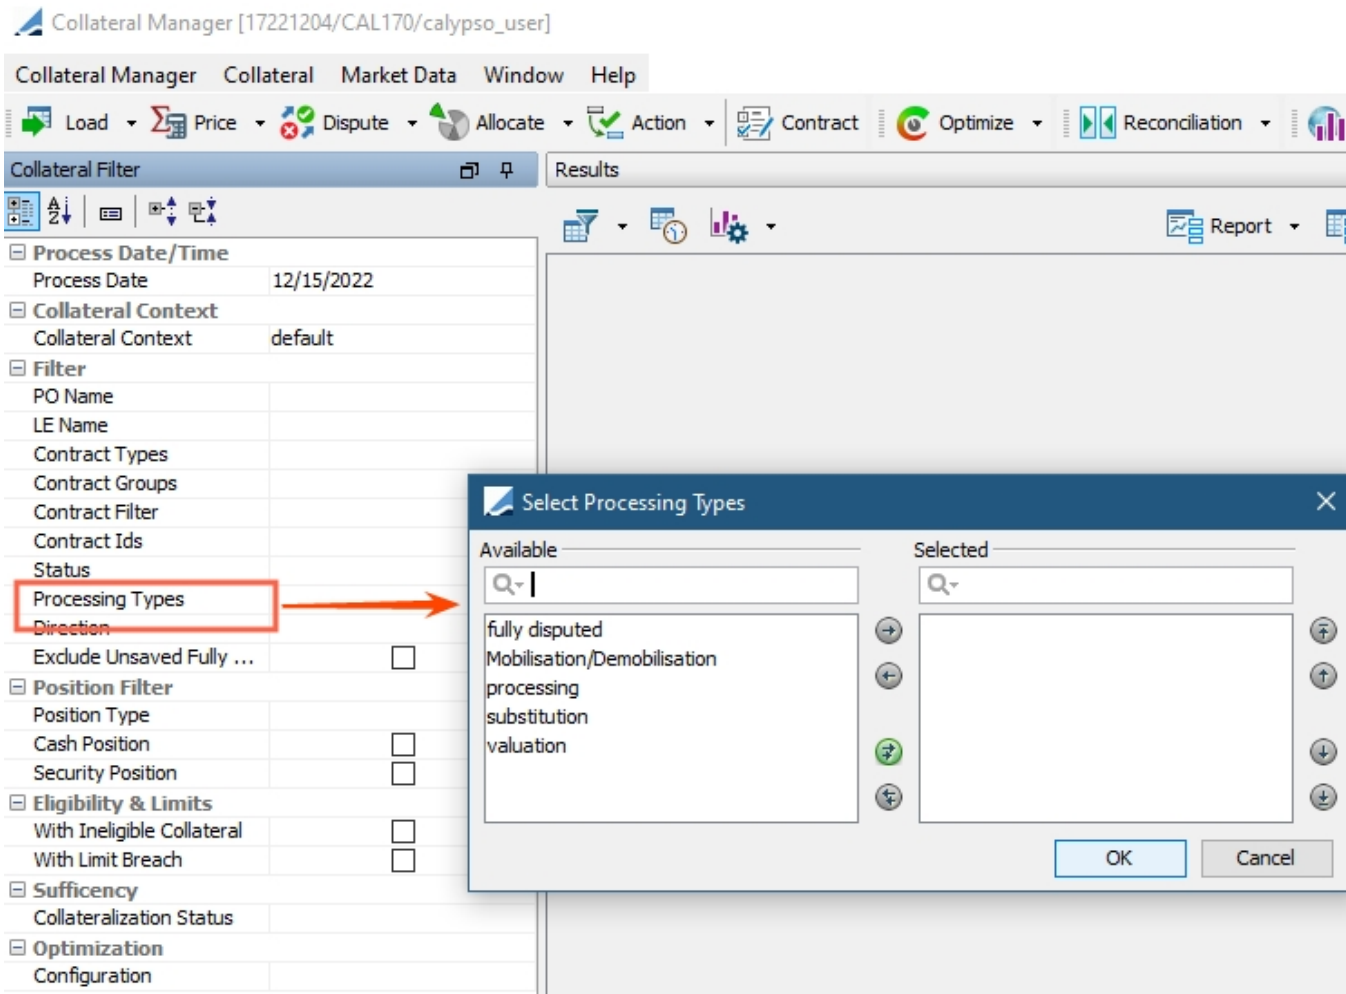 Collateral Manager [17221204/CAL170/calypso_user]
Collateral Manager Collateral Market Data Window Help
Load Price Dispute Allocate Action Contract Optimize Reconciliation
Collateral Filter
Results
Report
Process Date/Time
Process Date 12/15/2022
Collateral Context
Collateral Context default
Filter
PO Name
LE Name
Contract Types
Contract Groups
Contract Filter
Contract Ids
Status
Processing Types
Direction
Exclude Unsaved Fully ...
Position Filter
Position Type
Cash Position
Security Position
Eligibility & Limits
With Ineligible Collateral
With Limit Breach
Sufficency
Collateralization Status
Optimization
Configuration
Select Processing Types
Available
fully disputed
Mobilisation/Demobilisation
processing
substitution
valuation
Selected
OK Cancel